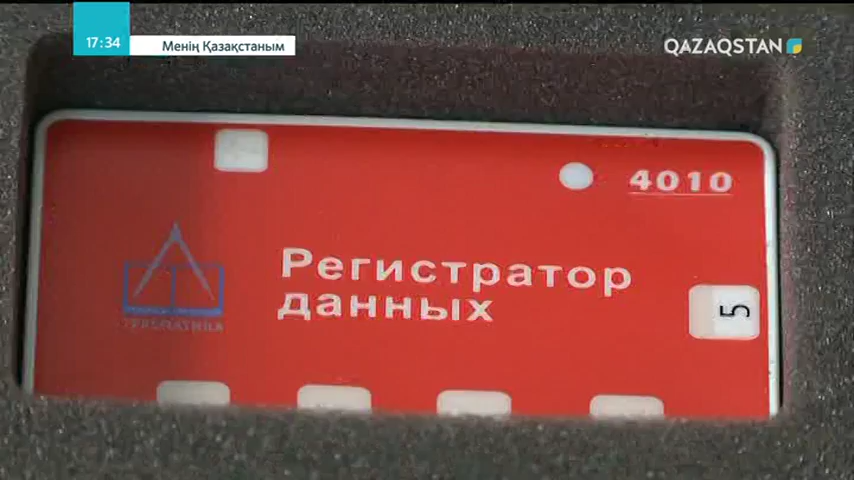 17:34
Менің Қазақстаным
QAZAQSTAN
4010
Регистратор
данных
5